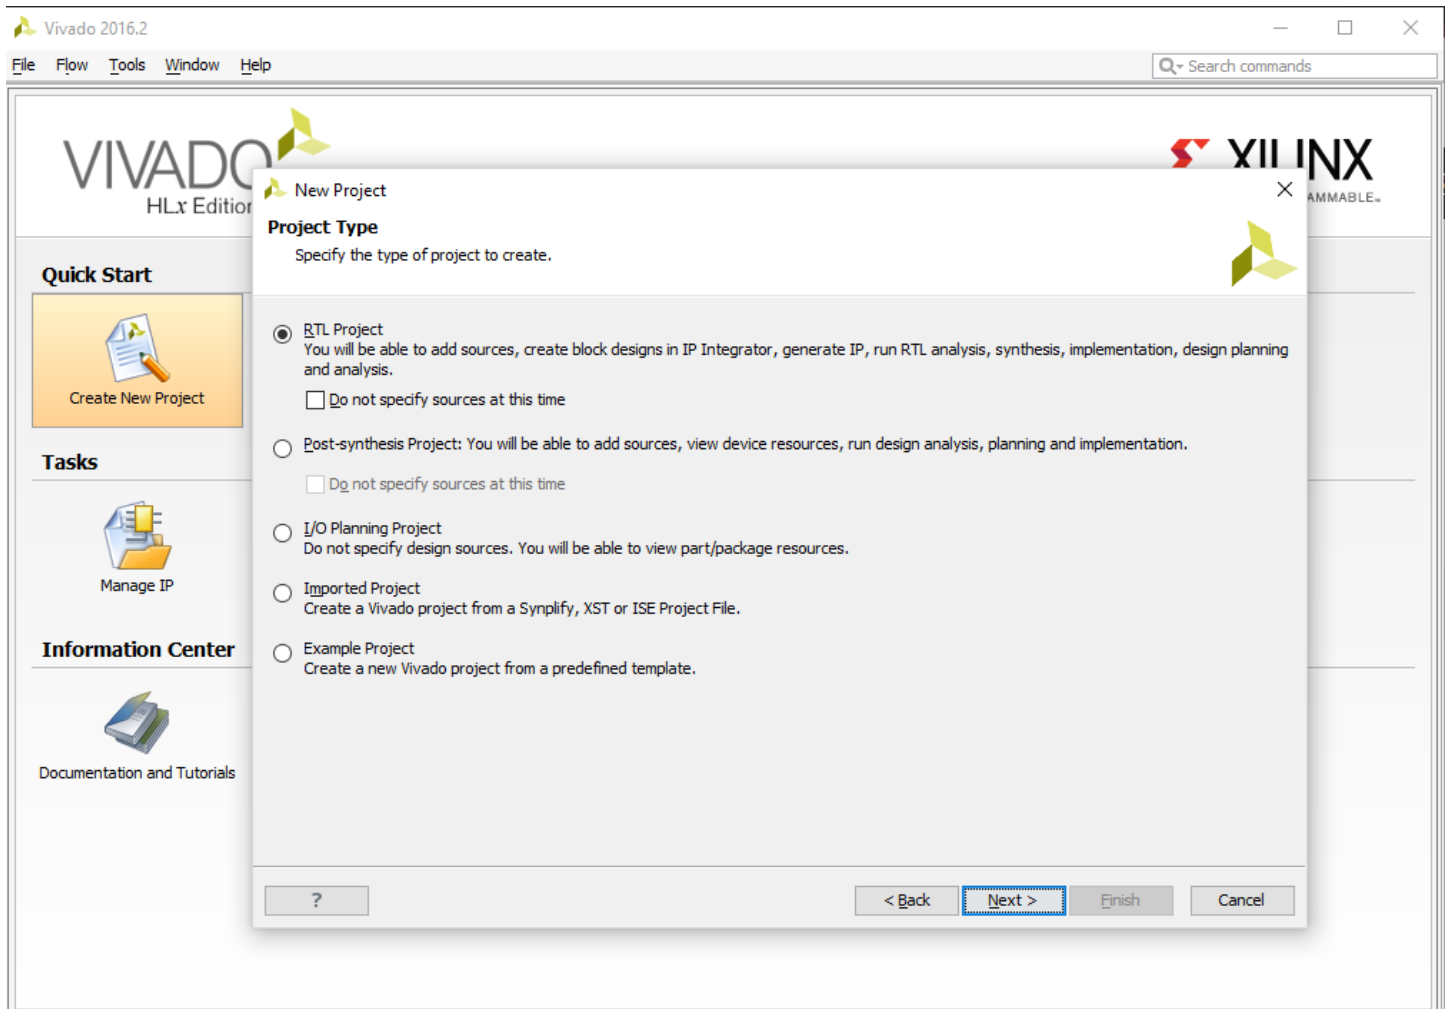 Vivado 2016.2
File Flow Tools Window Help
Search commands
VIVADO
HLx Edition
XILINX
AMMABLE™
New Project
Project Type
Specify the type of project to create.
Quick Start
RTL Project
You will be able to add sources, create block designs in IP Integrator, generate IP, run RTL analysis, synthesis, implementation, design planning
and analysis.
Do not specify sources at this time
Create New Project
Post-synthesis Project: You will be able to add sources, view device resources, run design analysis, planning and implementation.
Do not specify sources at this time
Tasks
I/O Planning Project
Do not specify design sources. You will be able to view part/package resources.
Manage IP
Imported Project
Create a Vivado project from a Synplify, XST or ISE Project File.
Information Center
Example Project
Create a new Vivado project from a predefined template.
Documentation and Tutorials
? < Back Next > Finish Cancel